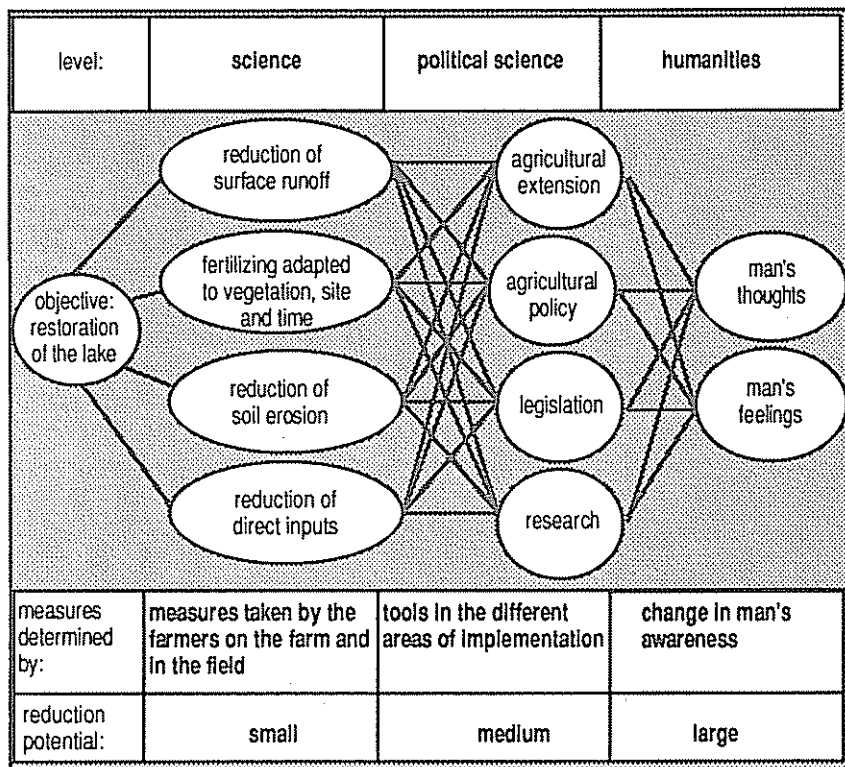 level:
science
political science
humanities
reduction of
surface runoff
fertilizing adapted
to vegetation, site
and time
reduction of
soil erosion
reduction of
direct inputs
objective:
restoration
of the lake
agricultural
extension
agricultural
policy
legislation
research
man's
thoughts
man's
feelings
measures
determined
by:
measures taken by the
farmers on the farm and
in the field
tools in the different
areas of implementation
change in man's
awareness
reduction
potential:
small
medium
large